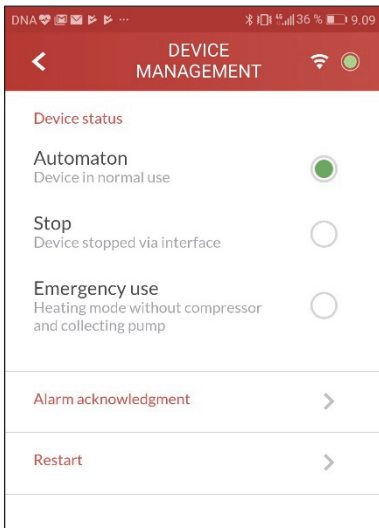 DNA ... 4G 36 % 9.09
DEVICE
MANAGEMENT
Device status
Automaton
Device in normal use
Stop
Device stopped via interface
Emergency use
Heating mode without compressor
and collecting pump
Alarm acknowledgment
Restart